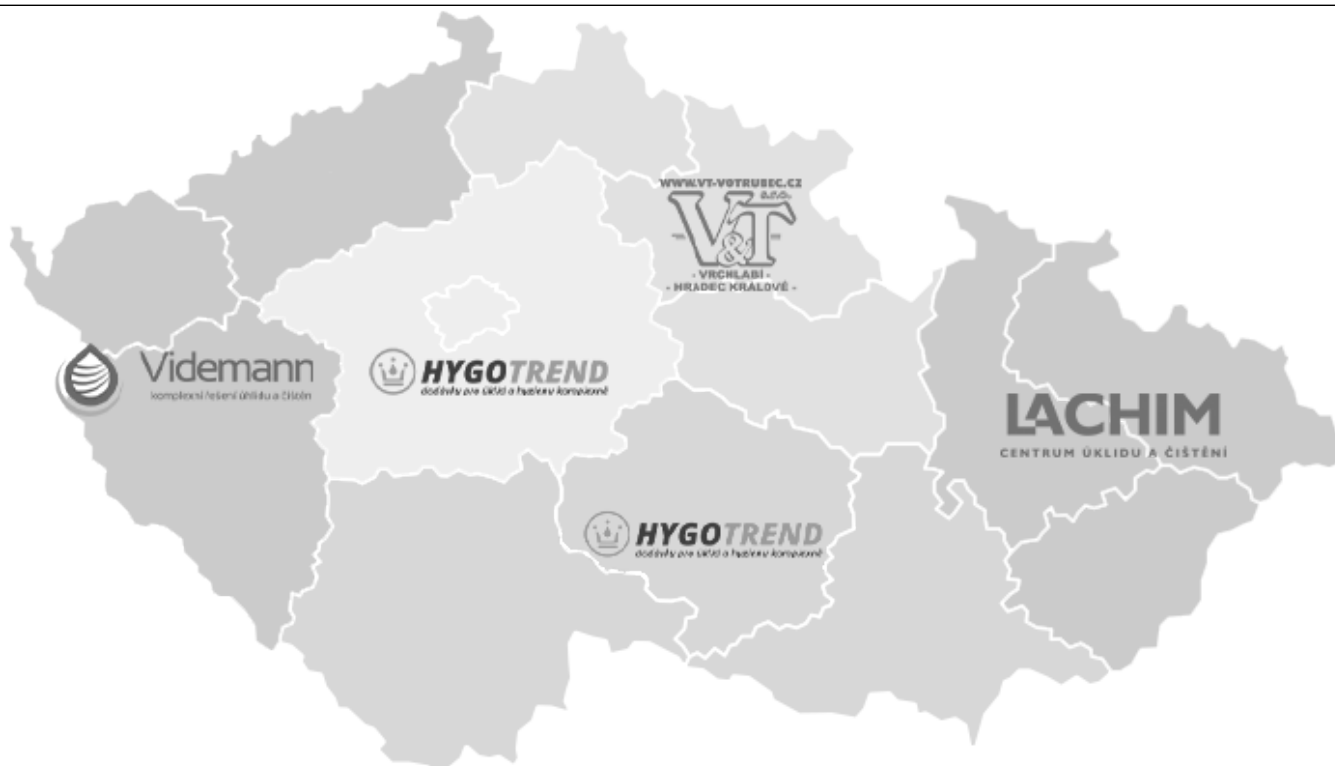 WWW.VT-VOTRUBEC.CZ
s.r.o.
V&T
- VRCHLABÍ -
- HRADEC KRÁLOVÉ -
Videmann
komplexní řešení úklidu a čištění
HYGOTREND
dodávky pro úklid a hygienu komplexně
LACHIM
CENTRUM ÚKLIDU A ČIŠTĚNÍ
HYGOTREND
dodávky pro úklid a hygienu komplexně